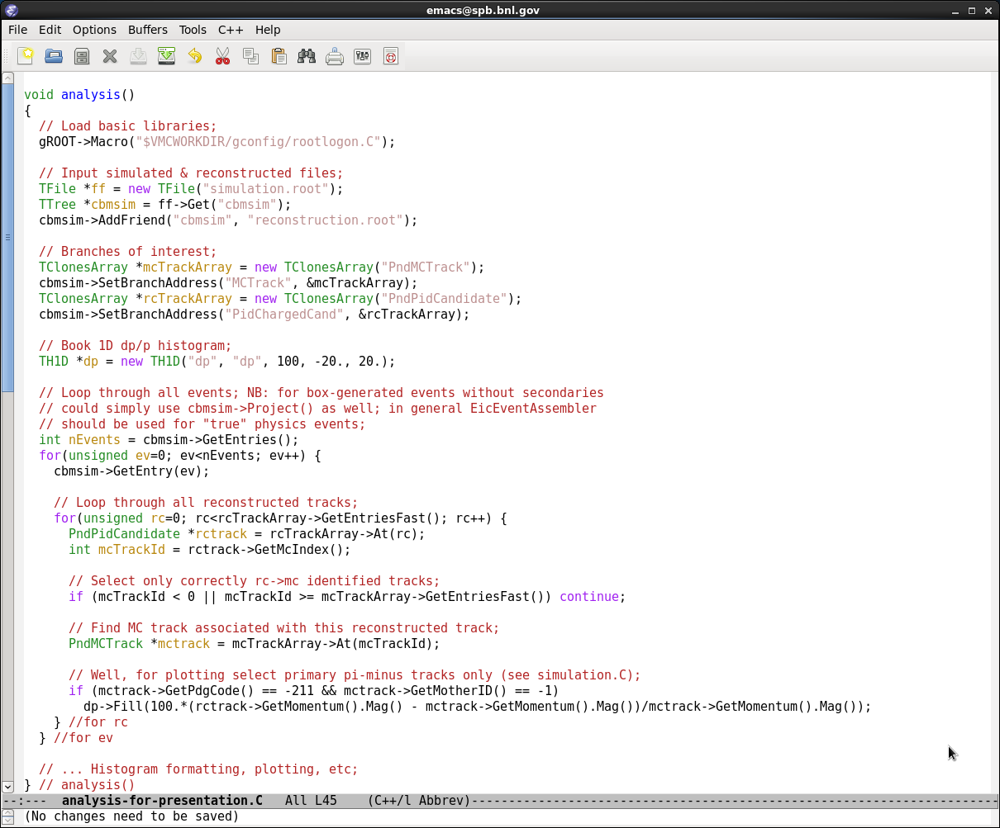 emacs@spb.bnl.gov
File Edit Options Buffers Tools C++ Help
void analysis()
{
  // Load basic libraries;
  gROOT->Macro("$VMCWORKDIR/gconfig/rootlogon.C");

  // Input simulated & reconstructed files;
  TFile *ff = new TFile("simulation.root");
  TTree *cbmsim = ff->Get("cbmsim");
  cbmsim->AddFriend("cbmsim", "reconstruction.root");

  // Branches of interest;
  TClonesArray *mcTrackArray = new TClonesArray("PndMCTrack");
  cbmsim->SetBranchAddress("MCTrack", &mcTrackArray);
  TClonesArray *rcTrackArray = new TClonesArray("PndPidCandidate");
  cbmsim->SetBranchAddress("PidChargedCand", &rcTrackArray);

  // Book 1D dp/p histogram;
  TH1D *dp = new TH1D("dp", "dp", 100, -20., 20.);

  // Loop through all events; NB: for box-generated events without secondaries
  // could simply use cbmsim->Project() as well; in general EicEventAssembler
  // should be used for "true" physics events;
  int nEvents = cbmsim->GetEntries();
  for(unsigned ev=0; ev<nEvents; ev++) {
    cbmsim->GetEntry(ev);

    // Loop through all reconstructed tracks;
    for(unsigned rc=0; rc<rcTrackArray->GetEntriesFast(); rc++) {
      PndPidCandidate *rctrack = rcTrackArray->At(rc);
      int mcTrackId = rctrack->GetMcIndex();

      // Select only correctly rc->mc identified tracks;
      if (mcTrackId < 0 || mcTrackId >= mcTrackArray->GetEntriesFast()) continue;

      // Find MC track associated with this reconstructed track;
      PndMCTrack *mctrack = mcTrackArray->At(mcTrackId);

      // Well, for plotting select primary pi-minus tracks only (see simulation.C);
      if (mctrack->GetPdgCode() == -211 && mctrack->GetMotherID() == -1)
        dp->Fill(100.*(rctrack->GetMomentum().Mag() - mctrack->GetMomentum().Mag())/mctrack->GetMomentum().Mag());
    } //for rc
  } //for ev

  // ... Histogram formatting, plotting, etc;
} // analysis()
--:---  analysis-for-presentation.C   All L45    (C++/l Abbrev)-----------------------------------------------------------------------
(No changes need to be saved)